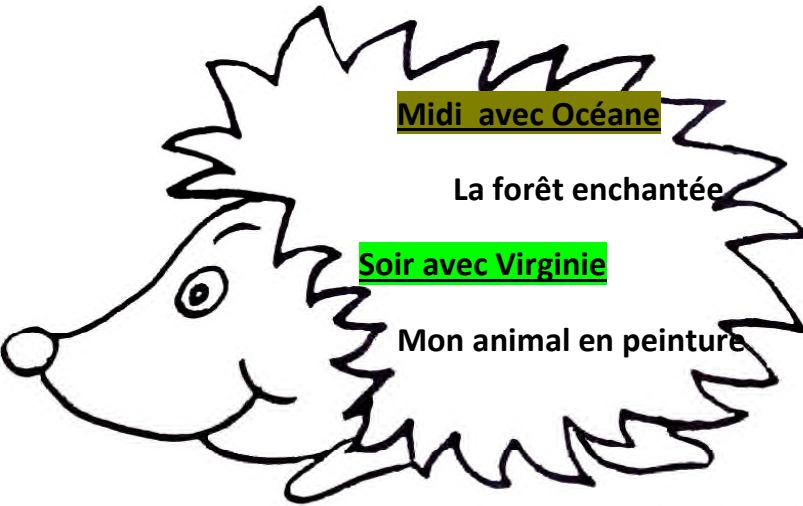 Midi avec Océane
La forêt enchantée
Soir avec Virginie
Mon animal en peinture